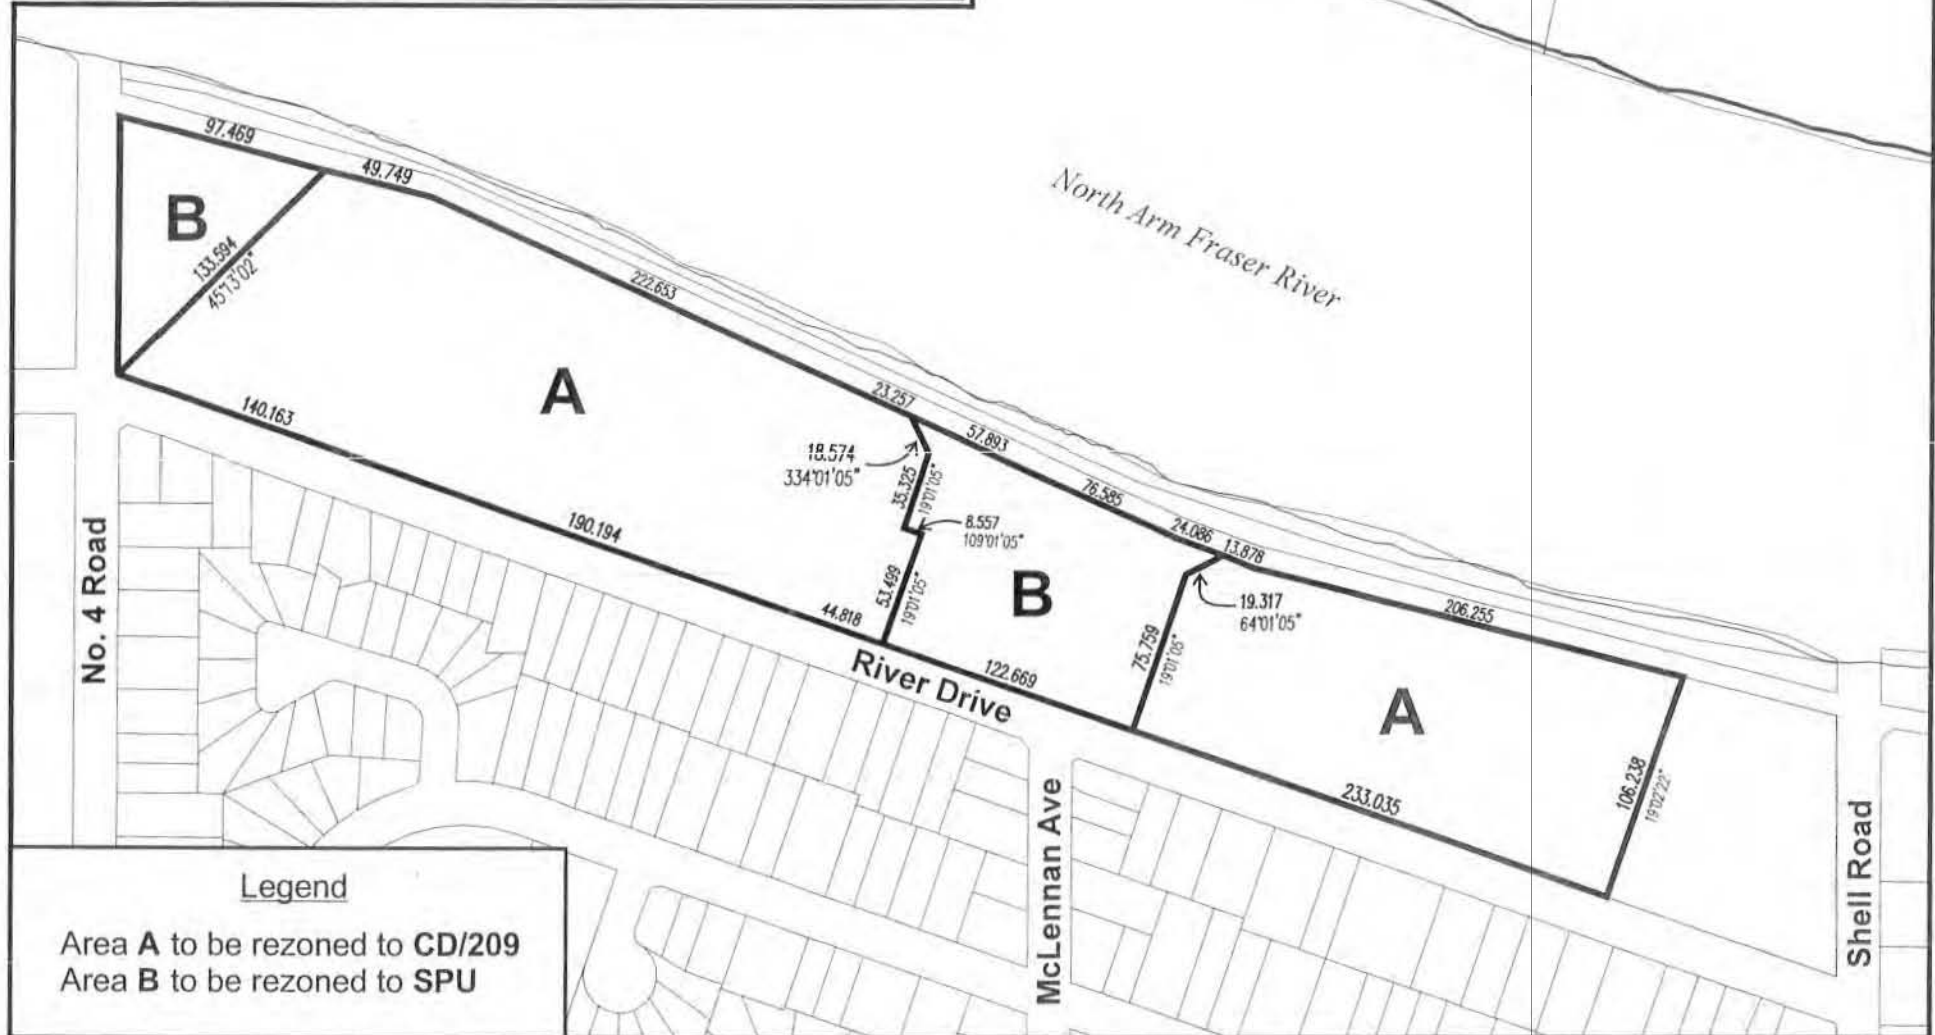 97.469
49.749
B
133.594
45°13'02"
222.653
North Arm Fraser River
A
140.163
23.257
57.893
18.574
334°01'05"
35.325
19°01'05"
76.585
190.194
8.557
109°01'05"
24.086
13.878
53.499
19°01'05"
B
44.818
19.317
64°01'05"
206.255
No. 4 Road
River Drive
122.669
75.759
19°01'05"
A
233.035
106.238
19°02'22"
McLennan Ave
Shell Road
Legend
Area A to be rezoned to CD/209
Area B to be rezoned to SPU